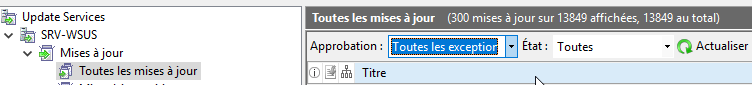 Update Services
SRV-WSUS
Mises à jour
Toutes les mises à jour
Toutes les mises à jour (300 mises à jour sur 13849 affichées, 13849 au total)
Approbation : Toutes les exception État : Toutes Actualiser
Titre